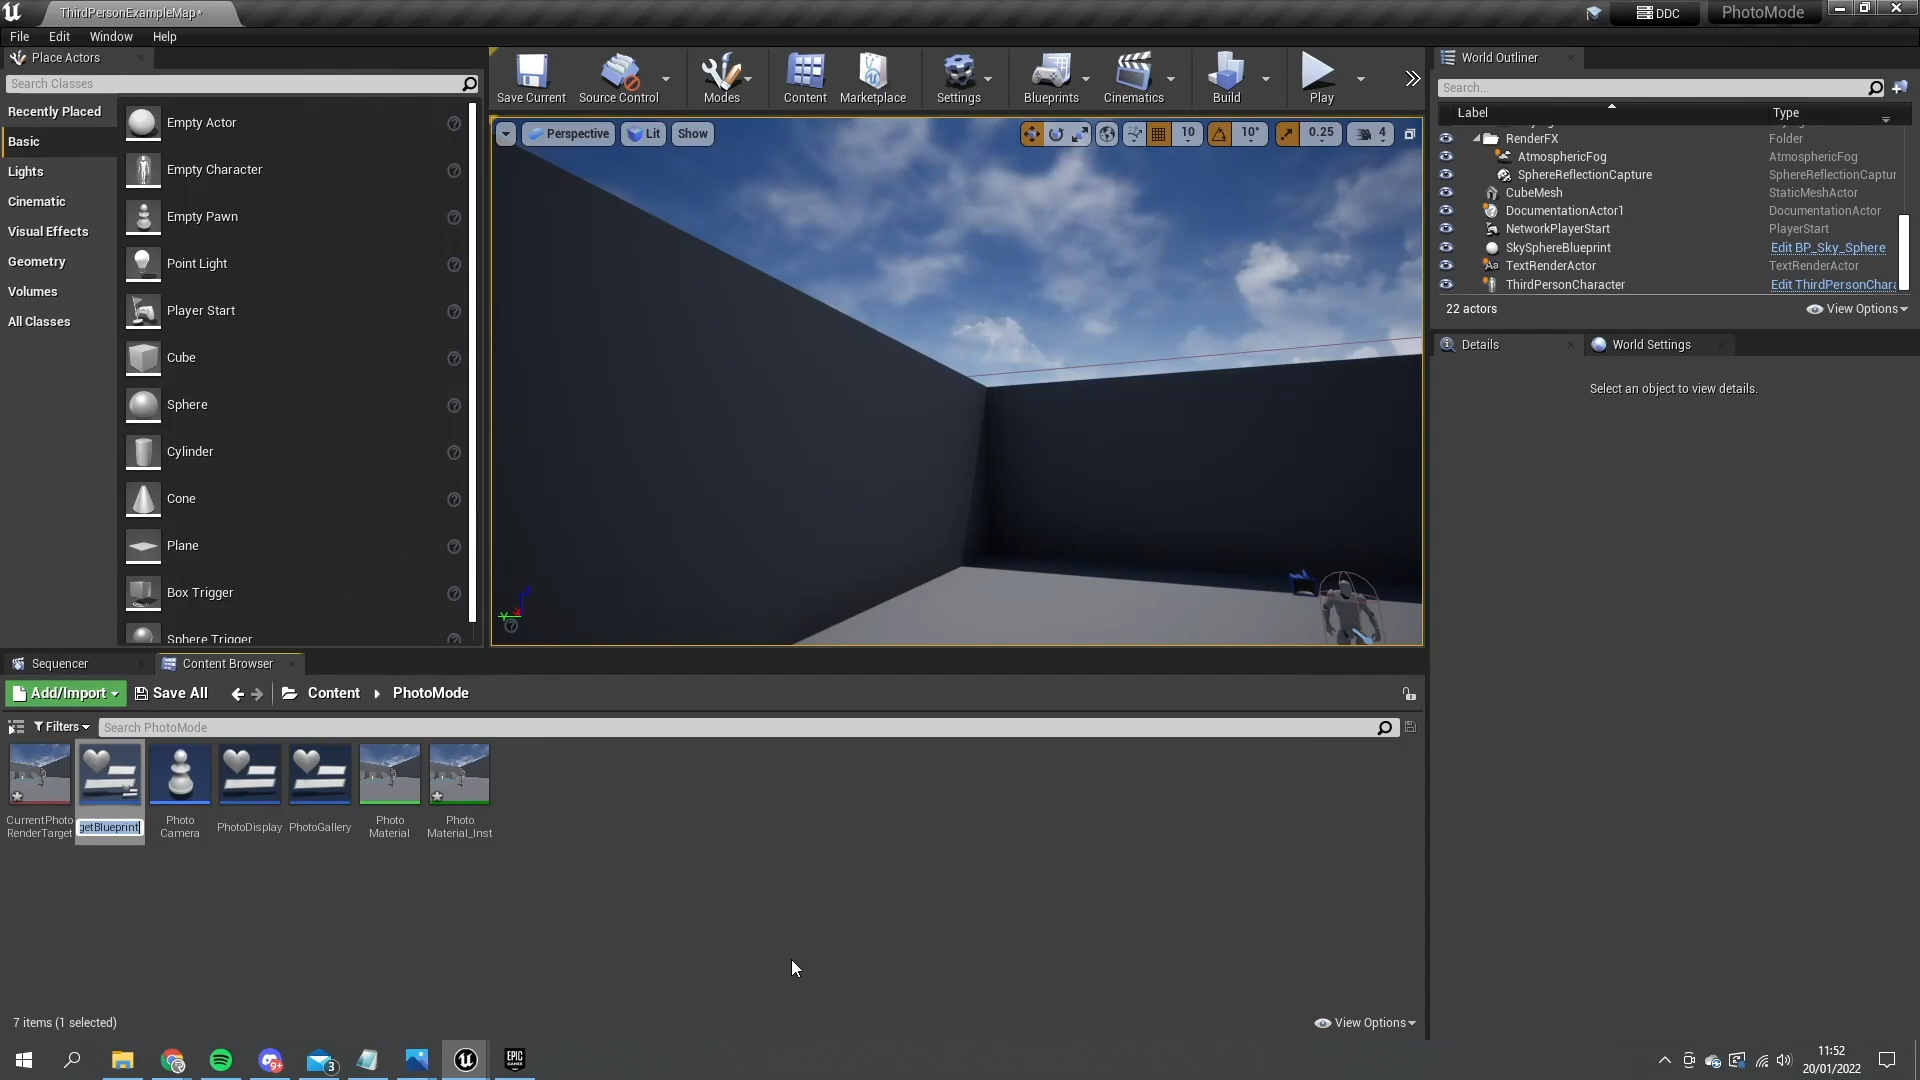 ThirdPersonExampleMap*
DDC
PhotoMode
File
Edit
Window
Help
Place Actors
Search Classes
Recently Placed
Basic
Lights
Cinematic
Visual Effects
Geometry
Volumes
All Classes
Empty Actor
Empty Character
Empty Pawn
Point Light
Player Start
Cube
Sphere
Cylinder
Cone
Plane
Box Trigger
Sphere Trigger
Save Current
Source Control
Modes
Content
Marketplace
Settings
Blueprints
Cinematics
Build
Play
Perspective
Lit
Show
10
10°
0.25
4
World Outliner
Search...
Label
Type
RenderFX
Folder
AtmosphericFog
AtmosphericFog
SphereReflectionCapture
SphereReflectionCaptur
CubeMesh
StaticMeshActor
DocumentationActor1
DocumentationActor
NetworkPlayerStart
PlayerStart
SkySphereBlueprint
Edit BP_Sky_Sphere
TextRenderActor
TextRenderActor
ThirdPersonCharacter
Edit ThirdPersonChara
22 actors
View Options
Details
World Settings
Select an object to view details.
Sequencer
Content Browser
Add/Import
Save All
Content
PhotoMode
Filters
Search PhotoMode
CurrentPhoto
RenderTarget
getBlueprint
Photo
Camera
PhotoDisplay
PhotoGallery
Photo
Material
Photo
Material_Inst
7 items (1 selected)
View Options
9+
3
EPIC
GAMES
11:52
20/01/2022